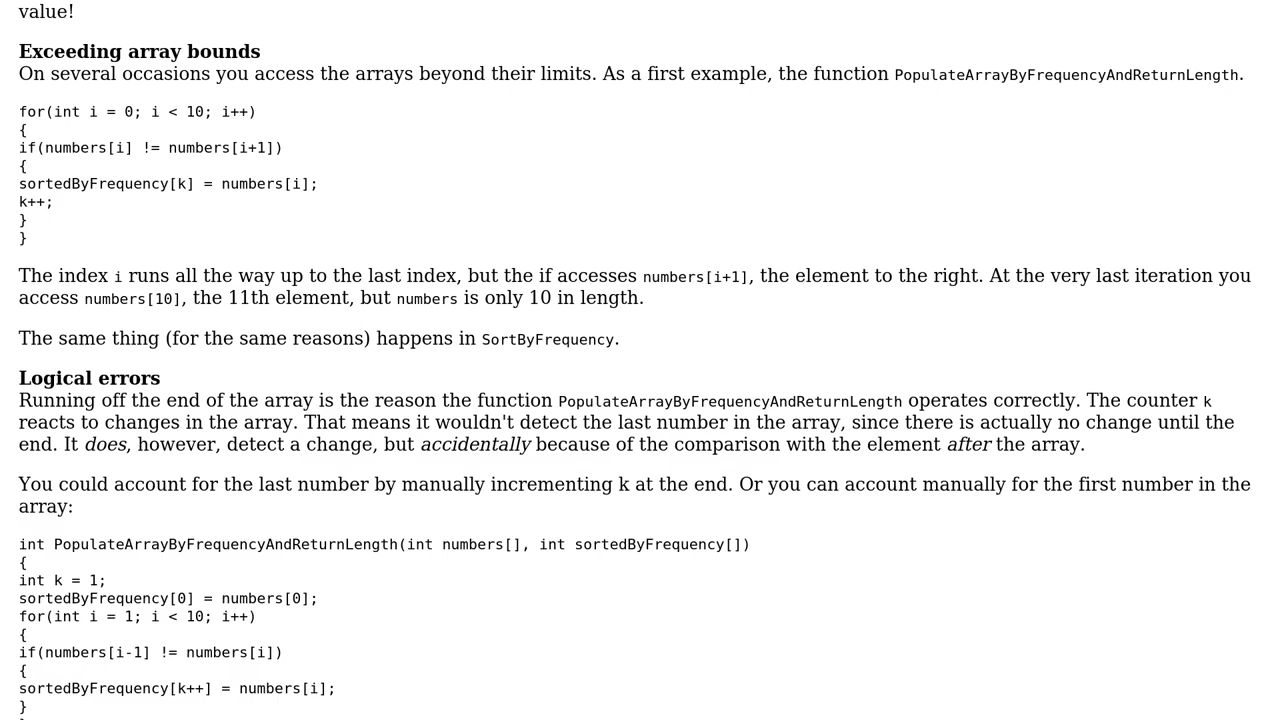 value!
Exceeding array bounds
On several occasions you access the arrays beyond their limits. As a first example, the function PopulateArrayByFrequencyAndReturnLength.
for(int i = 0; i < 10; i++)
{
if(numbers[i] != numbers[i+1])
{
sortedByFrequency[k] = numbers[i];
k++;
}
}
The index i runs all the way up to the last index, but the if accesses numbers[i+1], the element to the right. At the very last iteration you
access numbers[10], the 11th element, but numbers is only 10 in length.
The same thing (for the same reasons) happens in SortByFrequency.
Logical errors
Running off the end of the array is the reason the function PopulateArrayByFrequencyAndReturnLength operates correctly. The counter k
reacts to changes in the array. That means it wouldn't detect the last number in the array, since there is actually no change until the
end. It does, however, detect a change, but accidentally because of the comparison with the element after the array.
You could account for the last number by manually incrementing k at the end. Or you can account manually for the first number in the
array:
int PopulateArrayByFrequencyAndReturnLength(int numbers[], int sortedByFrequency[])
{
int k = 1;
sortedByFrequency[0] = numbers[0];
for(int i = 1; i < 10; i++)
{
if(numbers[i-1] != numbers[i])
{
sortedByFrequency[k++] = numbers[i];
}